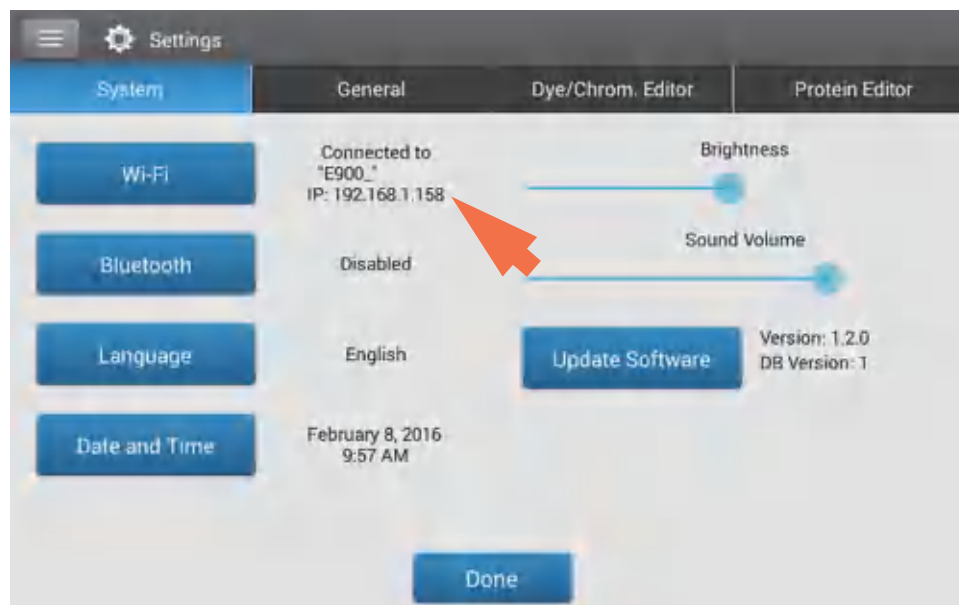 Settings
System
General
Dye/Chrom. Editor
Protein Editor
Wi-Fi
Connected to
"E900_"
IP: 192.168.1.158
Brightness
Bluetooth
Disabled
Sound Volume
Language
English
Update Software
Version: 1.2.0
DB Version: 1
Date and Time
February 8, 2016
9:57 AM
Done